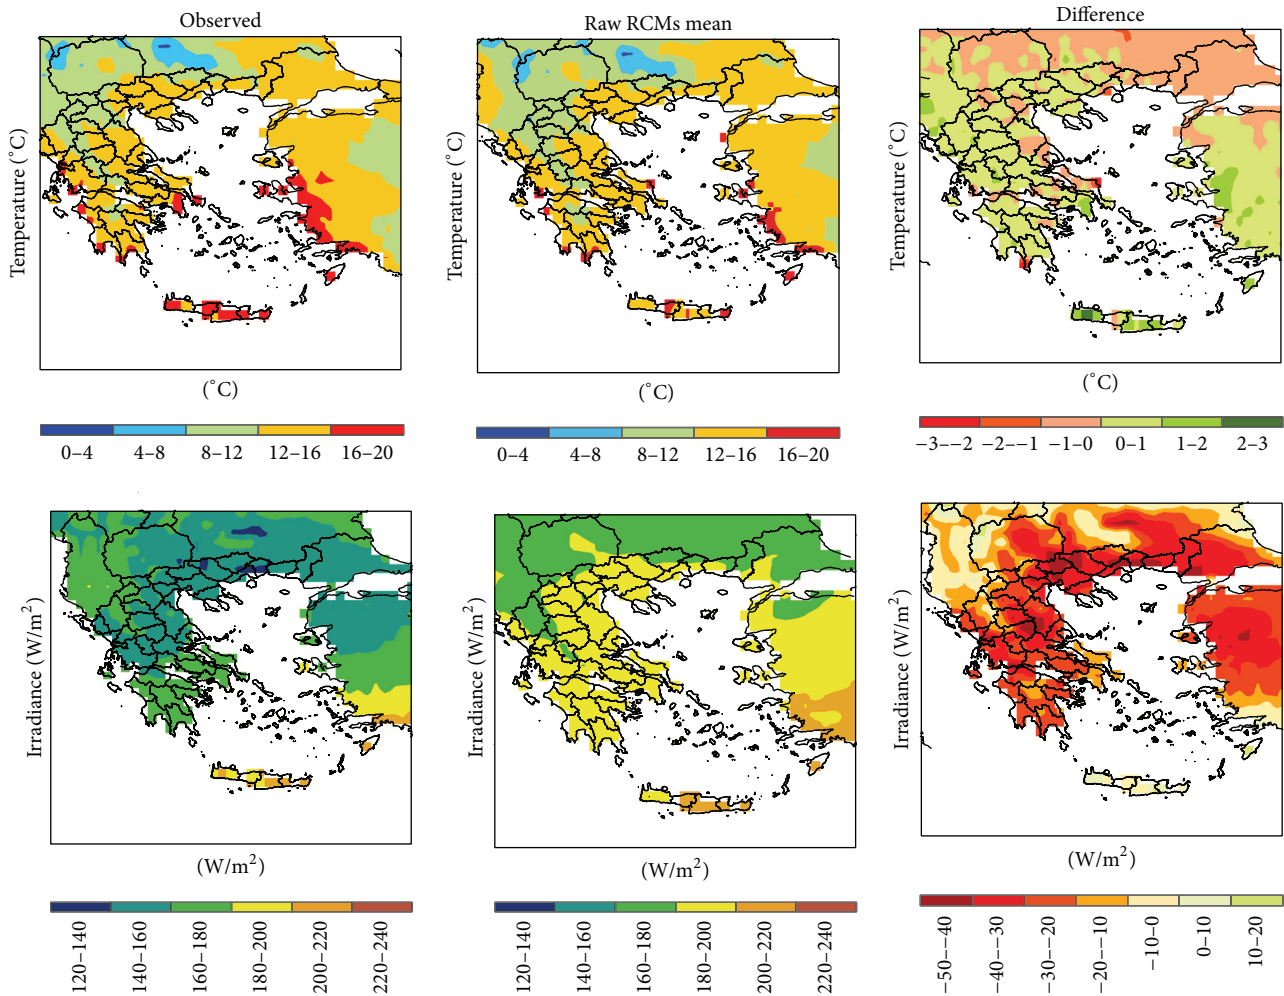 Observed
Raw RCMs mean
Difference
Temperature (°C)
Temperature (°C)
Temperature (°C)
(°C)
(°C)
(°C)
0–4 4–8 8–12 12–16 16–20
0–4 4–8 8–12 12–16 16–20
−3–−2 −2–−1 −1–0 0–1 1–2 2–3
Irradiance (W/m²)
Irradiance (W/m²)
Irradiance (W/m²)
(W/m²)
(W/m²)
(W/m²)
120–140 140–160 160–180 180–200 200–220 220–240
120–140 140–160 160–180 180–200 200–220 220–240
−50–−40 −40–−30 −30–−20 −20–−10 −10–0 0–10 10–20